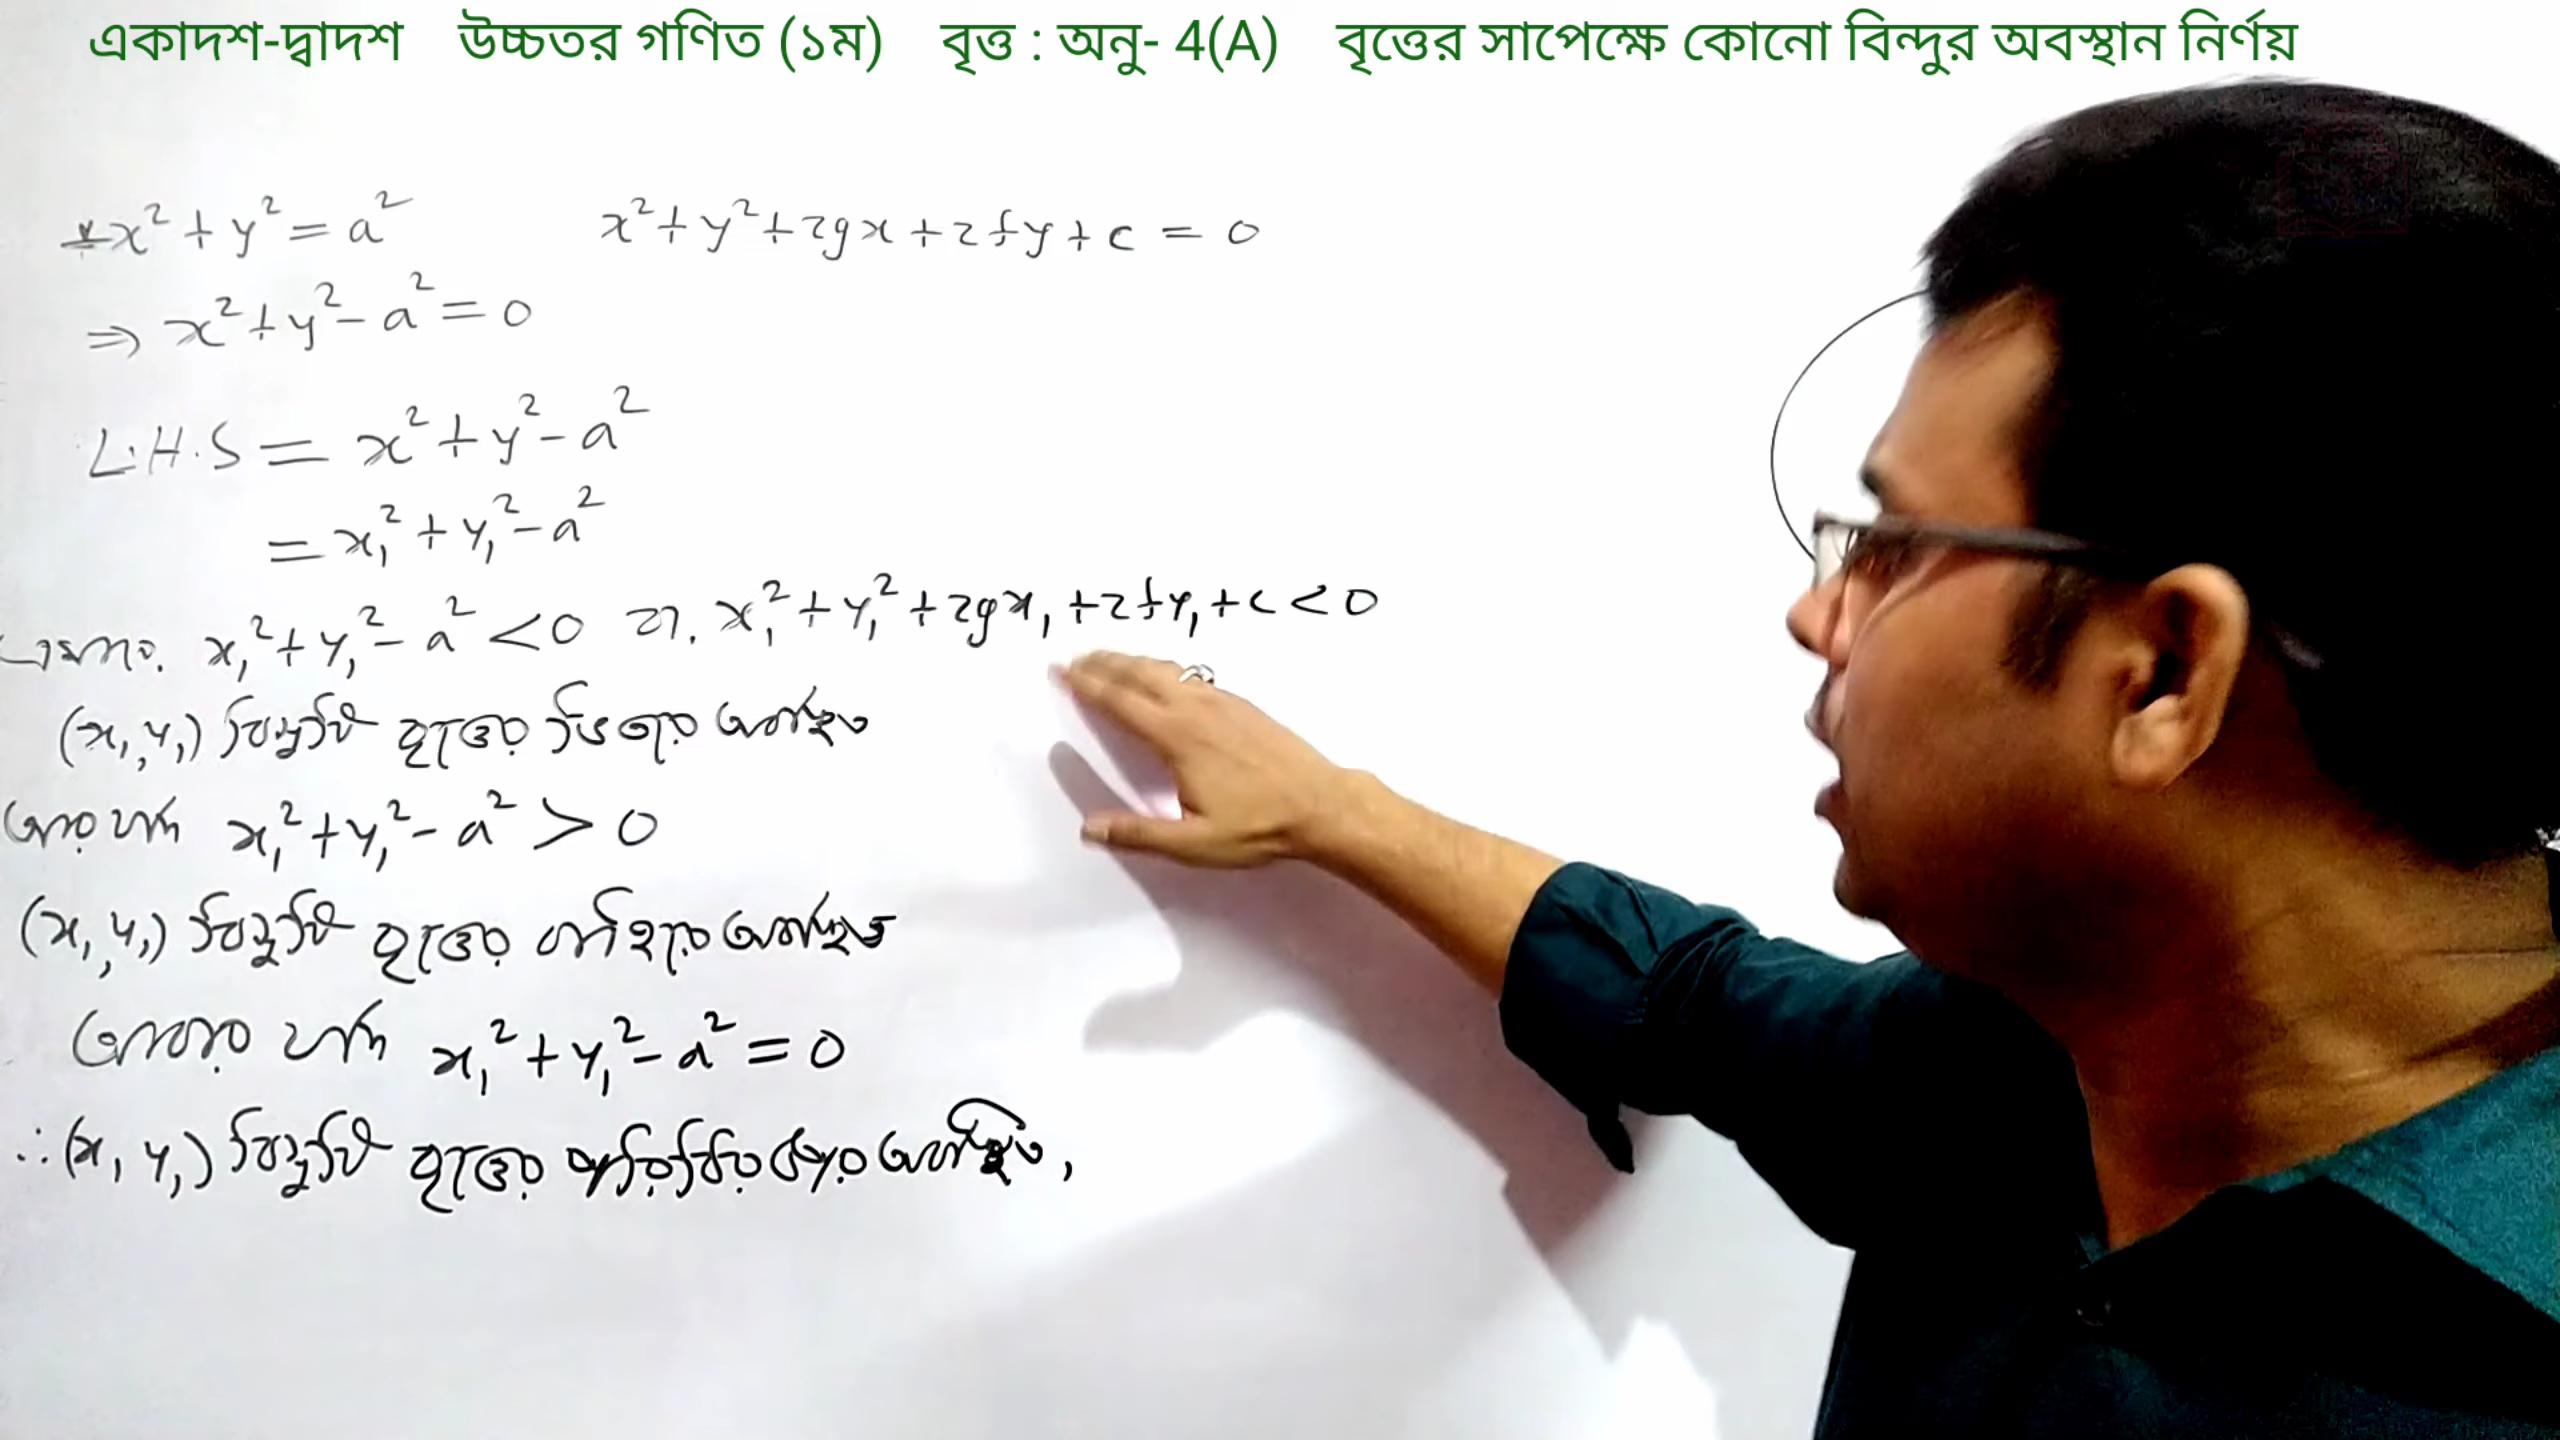 একাদশ-দ্বাদশ উচ্চতর গণিত (১ম) বৃত্ত : অনু- 4(A) বৃত্তের সাপেক্ষে কোনো বিন্দুর অবস্থান নির্ণয়
x² + y² = a² x² + y² + 2gx + 2fy + c = 0
⇒ x² + y² - a² = 0
L.H.S = x² + y² - a²
= x₁² + y₁² - a²
x₁² + y₁² - a² < 0 বা, x₁² + y₁² + 2gx₁ + 2fy₁ + c < 0
(x₁, y₁) বিন্দুটি বৃত্তের ভিতরে অবস্থিত
আর যদি x₁² + y₁² - a² > 0
(x₁, y₁) বিন্দুটি বৃত্তের বাহিরে অবস্থিত
আবার যদি x₁² + y₁² - a² = 0
∴ (x₁, y₁) বিন্দুটি বৃত্তের পরিধির উপর অবস্থিত,